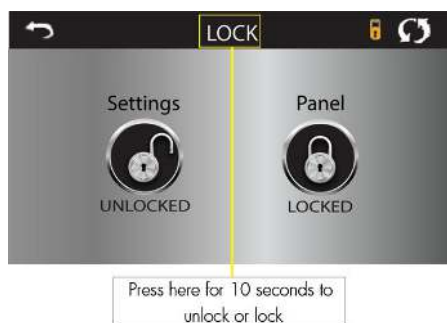 LOCK
Settings
Panel
UNLOCKED
LOCKED
Press here for 10 seconds to
unlock or lock